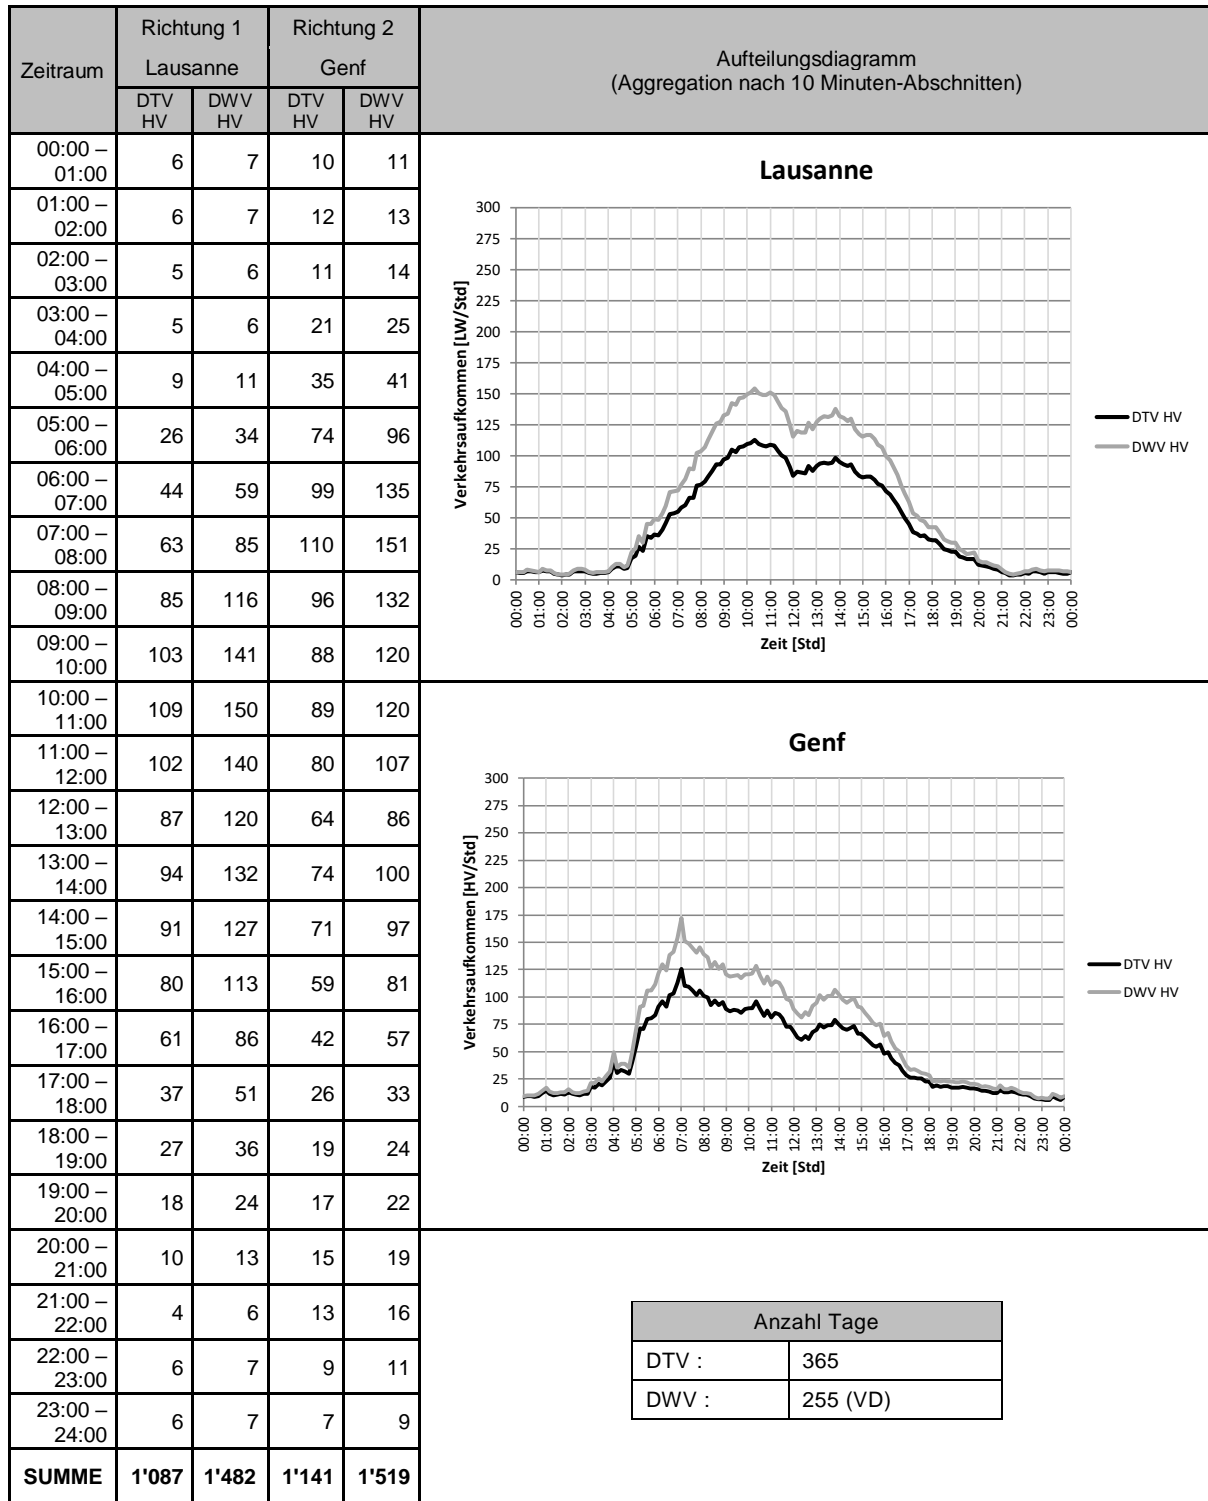 Zeitraum
Richtung 1
Richtung 2
Aufteilungsdiagramm
(Aggregation nach 10 Minuten-Abschnitten)
Lausanne
Genf
DTV HV
DWV HV
DTV HV
DWV HV
00:00 – 01:00 6 7 10 11
01:00 – 02:00 6 7 12 13
02:00 – 03:00 5 6 11 14
03:00 – 04:00 5 6 21 25
04:00 – 05:00 9 11 35 41
05:00 – 06:00 26 34 74 96
06:00 – 07:00 44 59 99 135
07:00 – 08:00 63 85 110 151
08:00 – 09:00 85 116 96 132
09:00 – 10:00 103 141 88 120
10:00 – 11:00 109 150 89 120
11:00 – 12:00 102 140 80 107
12:00 – 13:00 87 120 64 86
13:00 – 14:00 94 132 74 100
14:00 – 15:00 91 127 71 97
15:00 – 16:00 80 113 59 81
16:00 – 17:00 61 86 42 57
17:00 – 18:00 37 51 26 33
18:00 – 19:00 27 36 19 24
19:00 – 20:00 18 24 17 22
20:00 – 21:00 10 13 15 19
21:00 – 22:00 4 6 13 16
22:00 – 23:00 6 7 9 11
23:00 – 24:00 6 7 7 9
SUMME 1'087 1'482 1'141 1'519
Lausanne
Verkehrsaufkommen [LW/Std]
300
275
250
225
200
175
150
125
100
75
50
25
0
00:00 01:00 02:00 03:00 04:00 05:00 06:00 07:00 08:00 09:00 10:00 11:00 12:00 13:00 14:00 15:00 16:00 17:00 18:00 19:00 20:00 21:00 22:00 23:00 00:00
Zeit [Std]
DTV HV
DWV HV
Genf
Verkehrsaufkommen [HV/Std]
300
275
250
225
200
175
150
125
100
75
50
25
0
00:00 01:00 02:00 03:00 04:00 05:00 06:00 07:00 08:00 09:00 10:00 11:00 12:00 13:00 14:00 15:00 16:00 17:00 18:00 19:00 20:00 21:00 22:00 23:00 00:00
Zeit [Std]
DTV HV
DWV HV
Anzahl Tage
DTV : 365
DWV : 255 (VD)